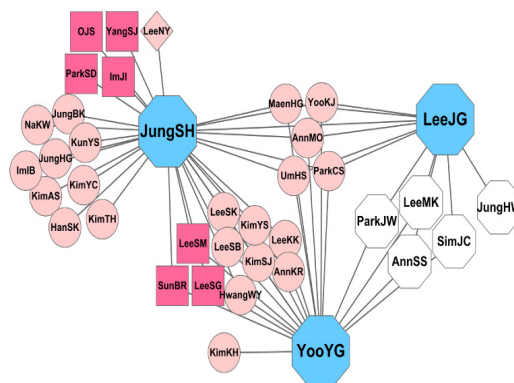 OJS
YangSJ
LeeNY
ParkSD
ImJI
JungBK
NaKW
KunYS
JungHG
ImIB
KimYC
KimAS
HanSK
KimTH
JungSH
MaenHG
YooKJ
AnnMO
UmHS
ParkCS
LeeJG
LeeMK
JungHW
ParkJW
SimJC
AnnSS
LeeSK
KimYS
LeeSM
LeeSB
LeeKK
KimSJ
AnnKR
SunBR
LeeSG
HwangWY
KimKH
YooYG